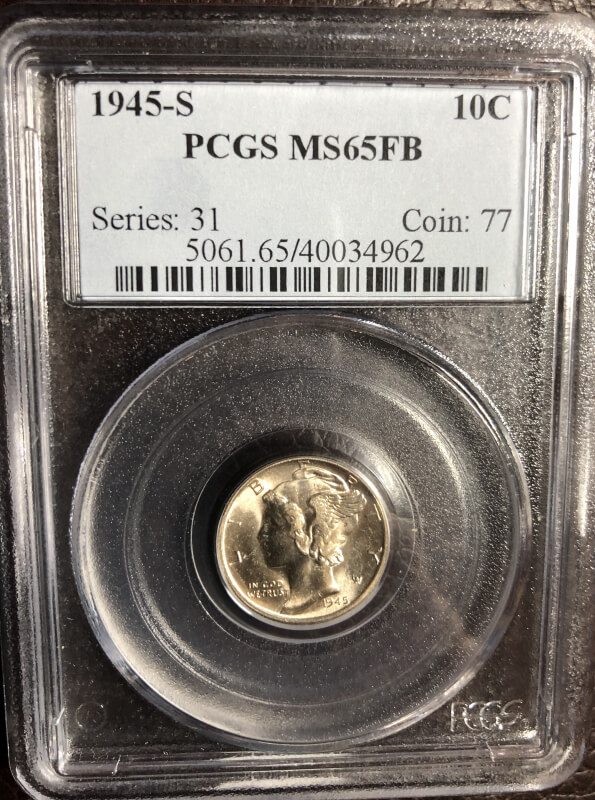 1945-S 10C
PCGS MS65FB
Series: 31 Coin: 77
5061.65/40034962
LIBERTY
IN GOD
WE TRUST
1945
PCGS